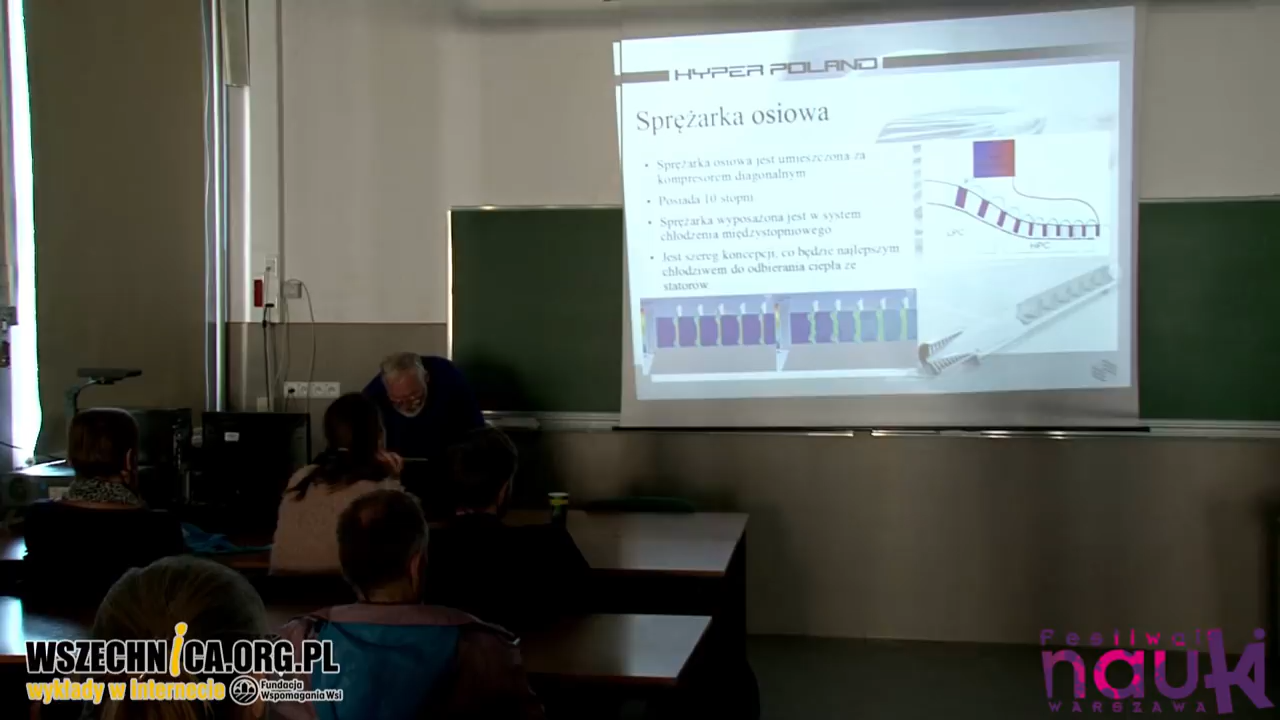 HYPER POLAND
Sprężarka osiowa
• Sprężarka osiowa jest umieszczona za
kompresorem diagonalnym
• Posiada 10 stopni
• Sprężarka wyposażona jest w system
chłodzenia międzystopniowego
• Jest szereg koncepcji, co będzie najlepszym
chłodziwem do odbierania ciepła ze
statorów
LPC
HPC
WSZECHNICA.ORG.PL
wykłady w Internecie
Fundacja
Wspomagania Wsi
Festiwal
nauki
WARSZAWA